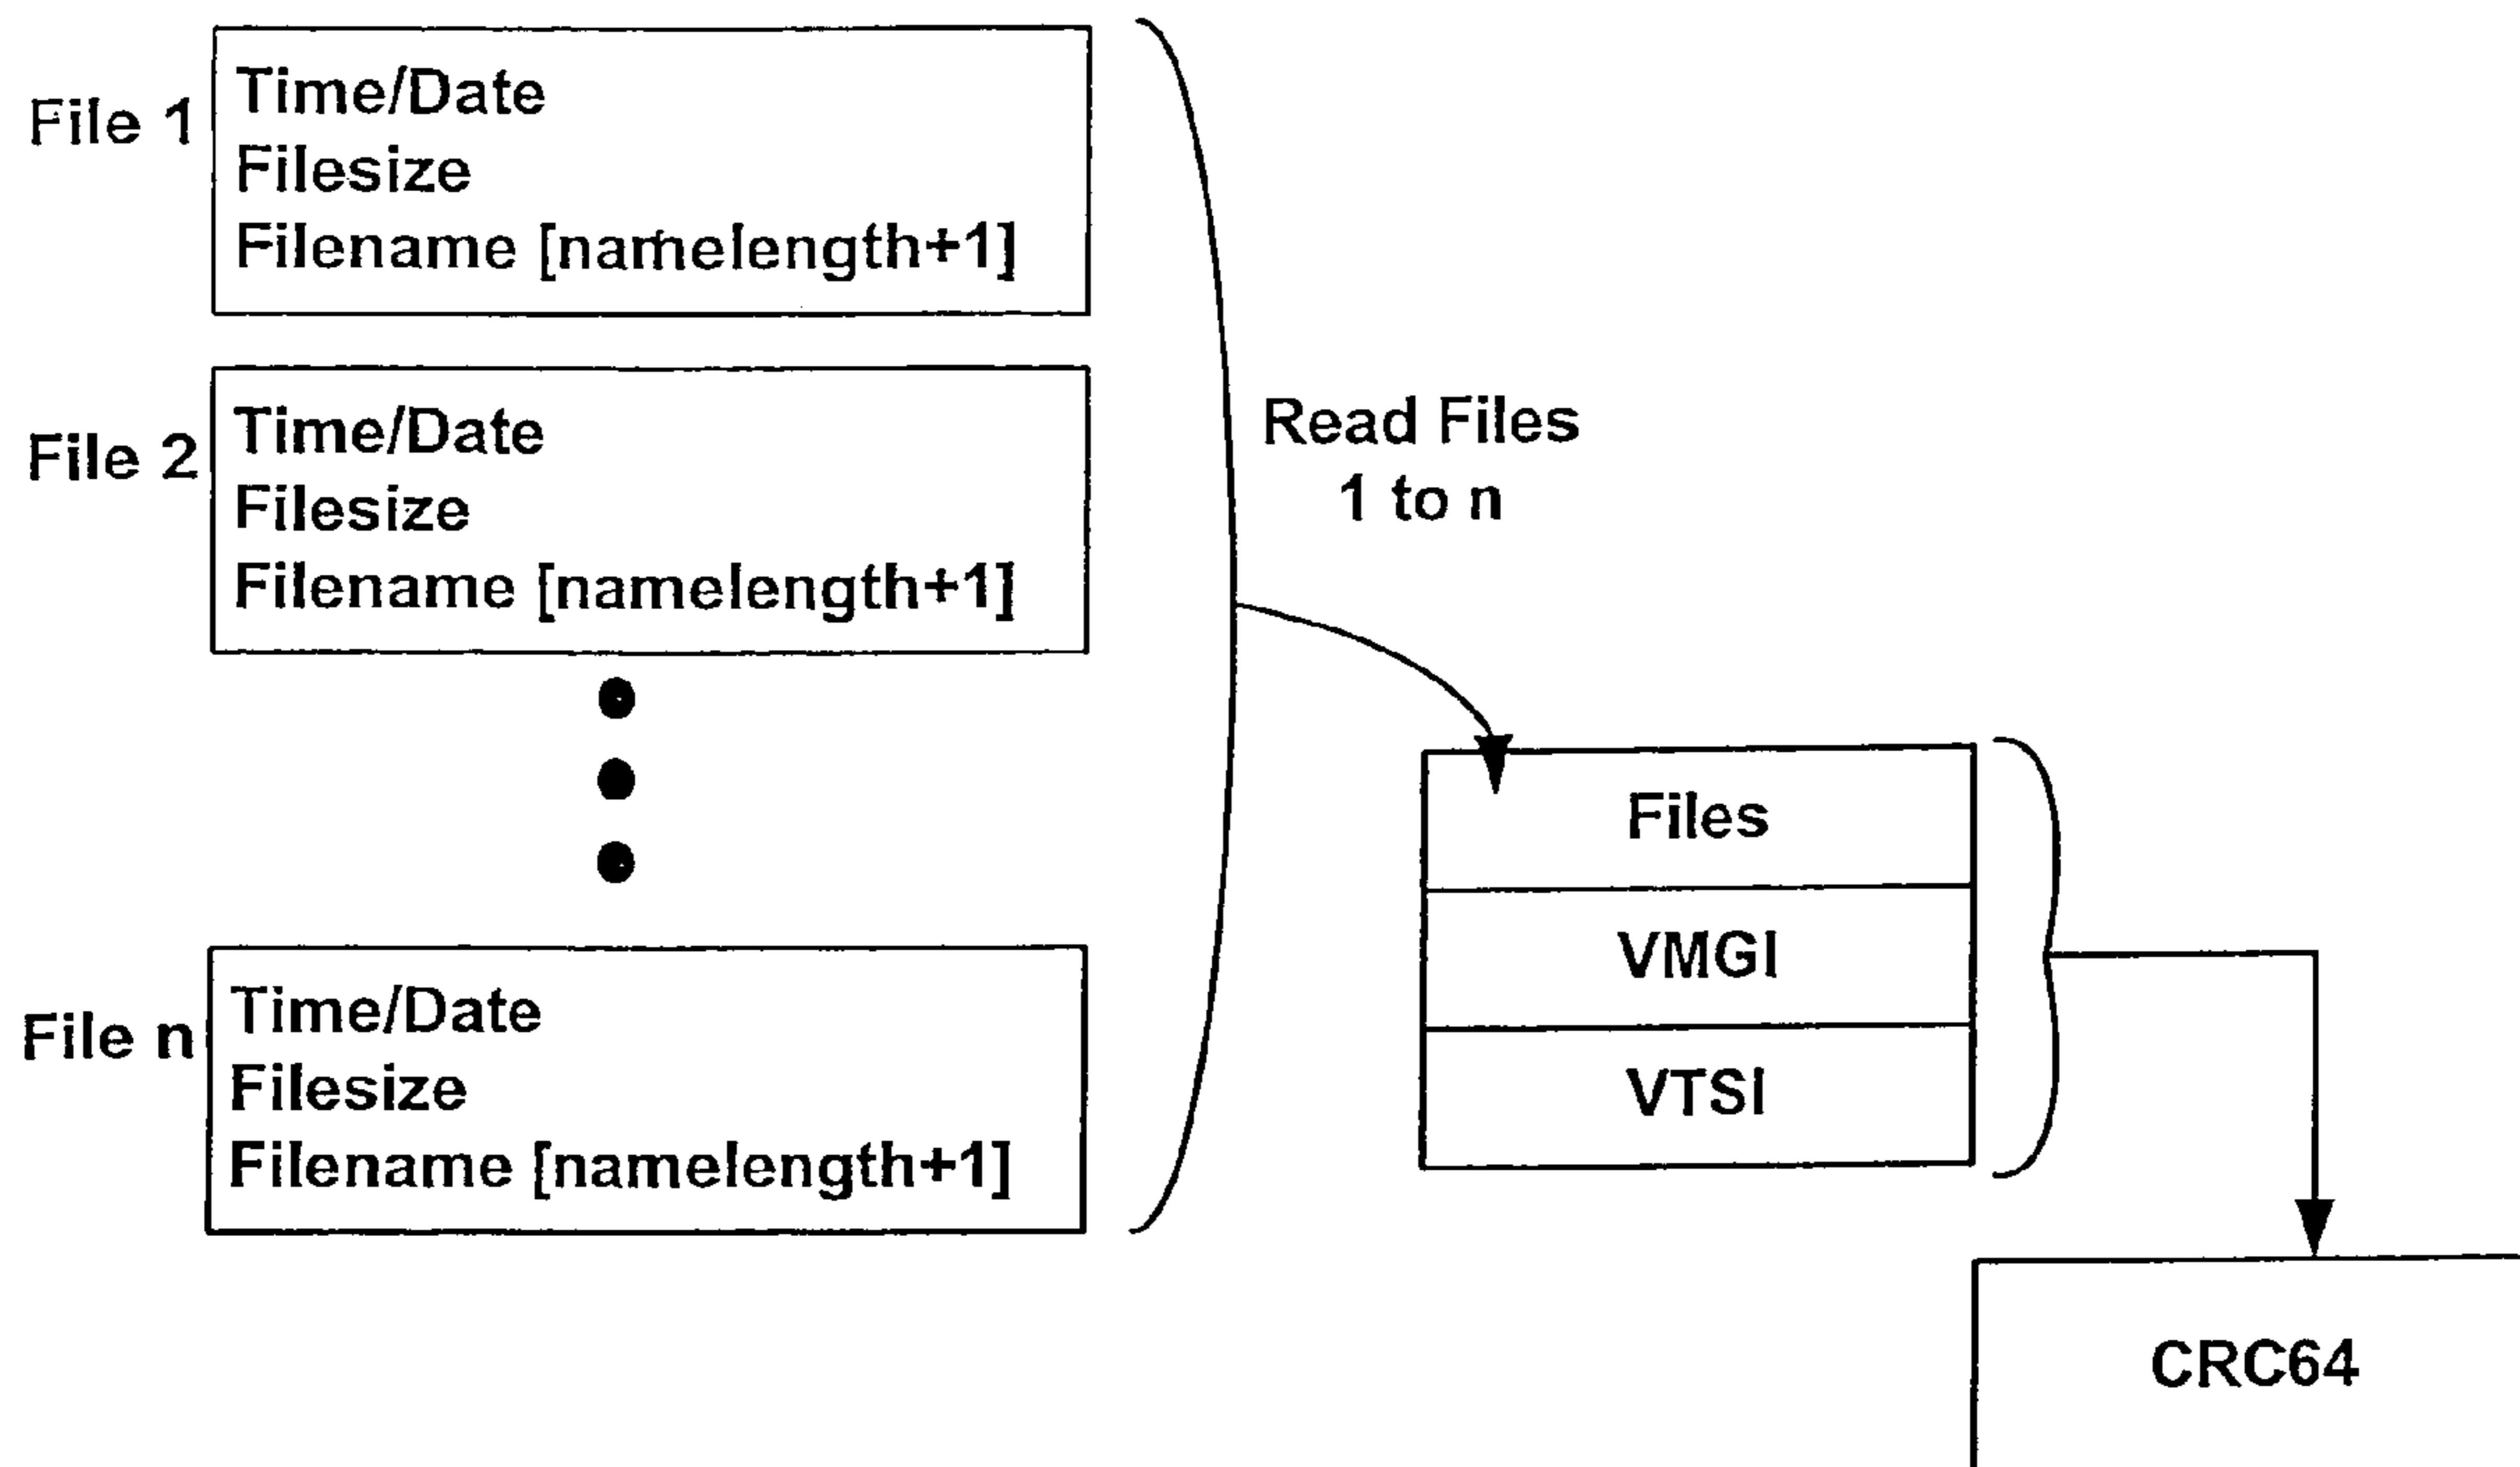 File 1
Time/Date
Filesize
Filename [namelength+1]
File 2
Time/Date
Filesize
Filename [namelength+1]
File n
Time/Date
Filesize
Filename [namelength+1]
Read Files
1 to n
Files
VMGI
VTSI
CRC64